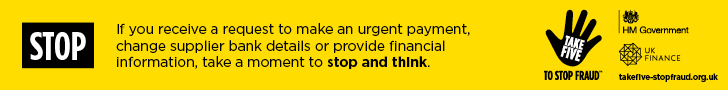 STOP
If you receive a request to make an urgent payment,
change supplier bank details or provide financial
information, take a moment to stop and think.
TAKE
FIVE
TO STOP FRAUD™
HM Government
UK
FINANCE
takefive-stopfraud.org.uk